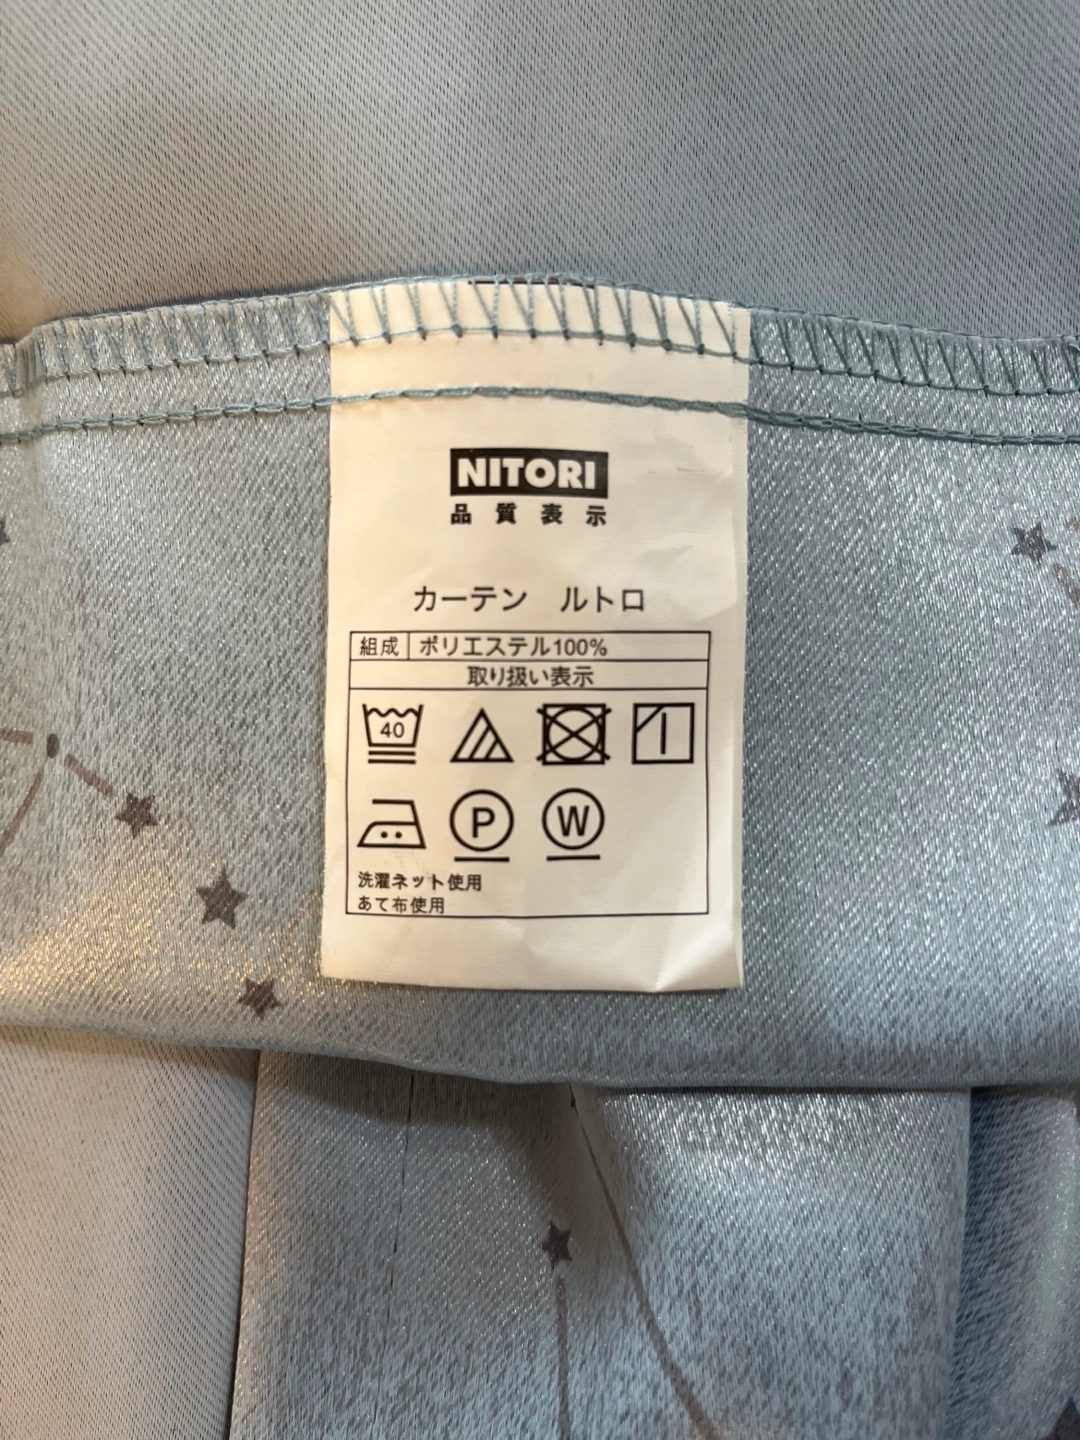 NITORI
品質表示
カーテン ルトロ
組成 ポリエステル100%
取り扱い表示
40
P W
洗濯ネット使用
あて布使用